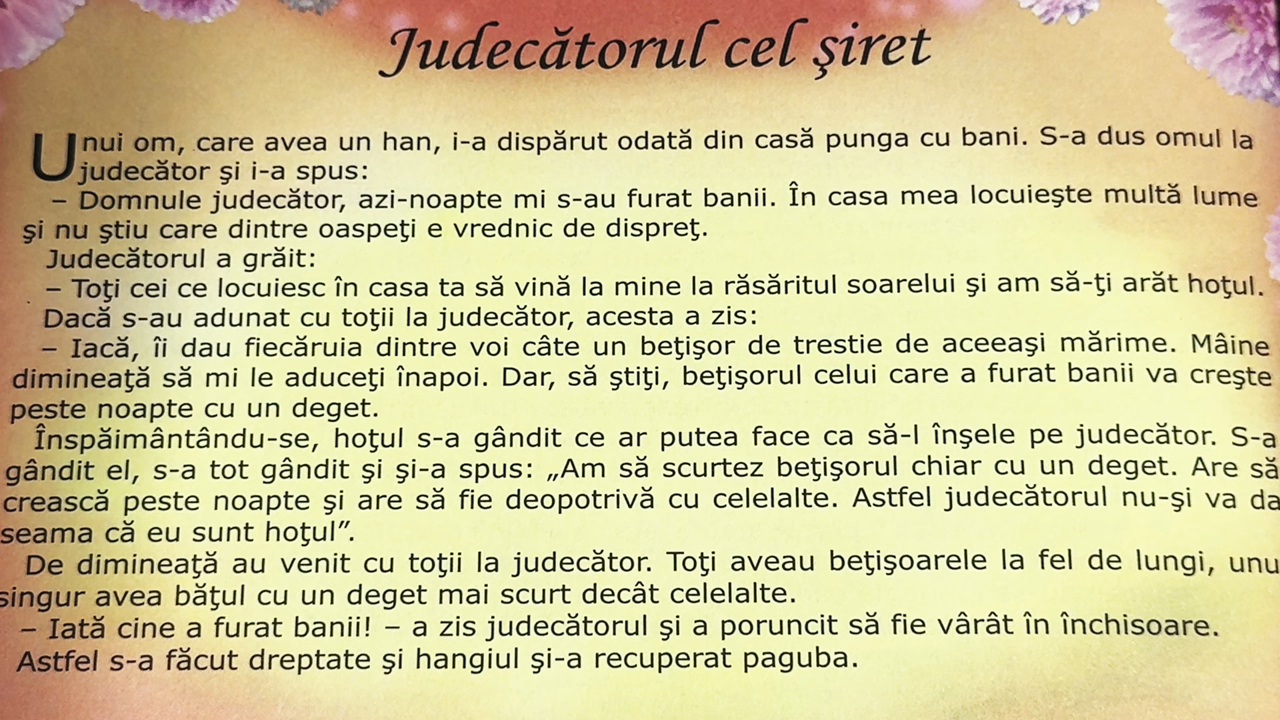 Judecătorul cel şiret
Unui om, care avea un han, i-a dispărut odată din casă punga cu bani. S-a dus omul la
judecător şi i-a spus:
– Domnule judecător, azi-noapte mi s-au furat banii. În casa mea locuieşte multă lume
şi nu ştiu care dintre oaspeţi e vrednic de dispreţ.
Judecătorul a grăit:
– Toţi cei ce locuiesc în casa ta să vină la mine la răsăritul soarelui şi am să-ţi arăt hoţul.
Dacă s-au adunat cu toţii la judecător, acesta a zis:
– Iacă, îi dau fiecăruia dintre voi câte un beţişor de trestie de aceeaşi mărime. Mâine
dimineaţă să mi le aduceţi înapoi. Dar, să ştiţi, beţişorul celui care a furat banii va creşte
peste noapte cu un deget.
Înspăimântându-se, hoţul s-a gândit ce ar putea face ca să-l înşele pe judecător. S-a
gândit el, s-a tot gândit şi şi-a spus: „Am să scurtez beţişorul chiar cu un deget. Are să
crească peste noapte şi are să fie deopotrivă cu celelalte. Astfel judecătorul nu-şi va da
seama că eu sunt hoţul”.
De dimineaţă au venit cu toţii la judecător. Toţi aveau beţişoarele la fel de lungi, unu
singur avea băţul cu un deget mai scurt decât celelalte.
– Iată cine a furat banii! – a zis judecătorul şi a poruncit să fie vârât în închisoare.
Astfel s-a făcut dreptate şi hangiul şi-a recuperat paguba.